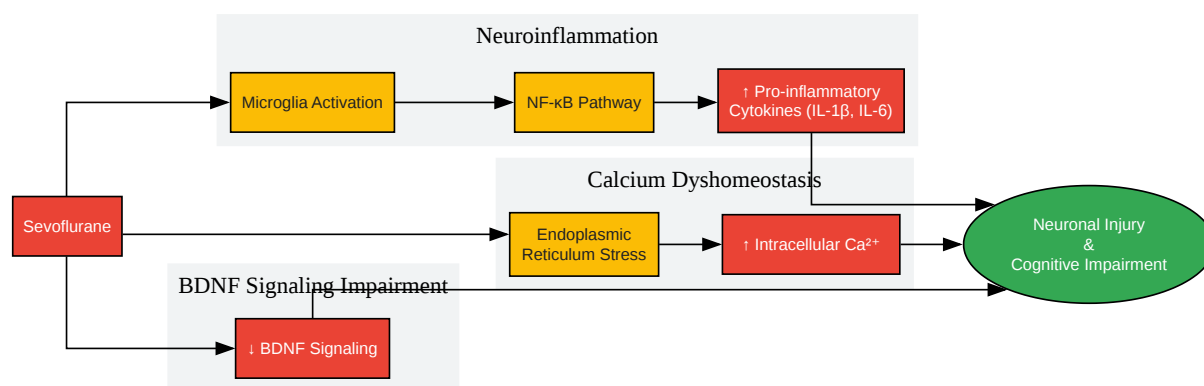 Neuroinflammation
Microglia Activation
NF-κB Pathway
↑ Pro-inflammatory
Cytokines (IL-1β, IL-6)
Calcium Dyshomeostasis
Sevoflurane
Endoplasmic
Reticulum Stress
↑ Intracellular Ca²⁺
Neuronal Injury
&
Cognitive Impairment
BDNF Signaling Impairment
↓ BDNF Signaling